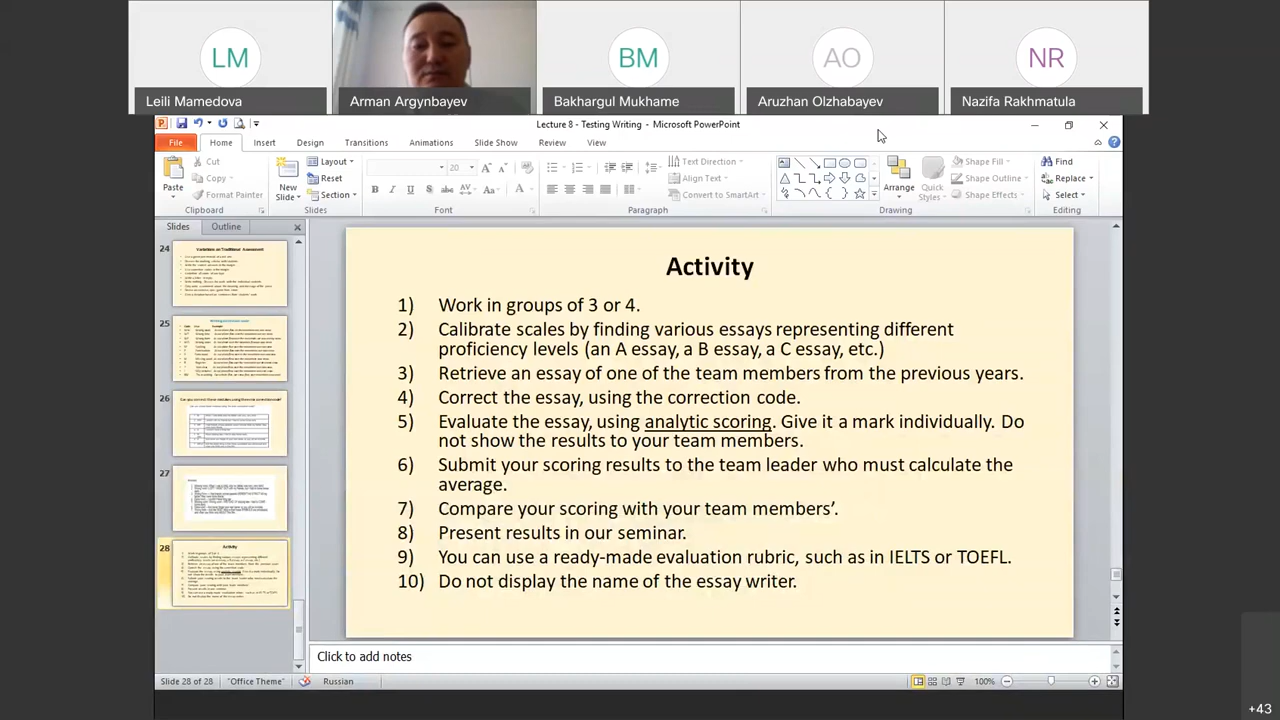 LM
BM
AO
NR
Leili Mamedova
Arman Argynbayev
Bakhargul Mukhame
Aruzhan Olzhabayev
Nazifa Rakhmatula
Lecture 8 - Testing Writing - Microsoft PowerPoint
File
Home
Insert
Design
Transitions
Animations
Slide Show
Review
View
Paste
Cut
Copy
Format Painter
Clipboard
New Slide
Layout
Reset
Section
Slides
20
Font
Text Direction
Align Text
Convert to SmartArt
Paragraph
Arrange
Quick Styles
Shape Fill
Shape Outline
Shape Effects
Drawing
Find
Replace
Select
Editing
Slides
Outline
24
25
26
27
28
Activity
1) Work in groups of 3 or 4.
2) Calibrate scales by finding various essays representing different
proficiency levels (an A essay, a B essay, a C essay, etc.)
3) Retrieve an essay of one of the team members from the previous years.
4) Correct the essay, using the correction code.
5) Evaluate the essay, using analytic scoring. Give it a mark individually. Do
not show the results to your team members.
6) Submit your scoring results to the team leader who must calculate the
average.
7) Compare your scoring with your team members’.
8) Present results in our seminar.
9) You can use a ready-made evaluation rubric, such as in IELTS or TOEFL.
10) Do not display the name of the essay writer.
Click to add notes
Slide 28 of 28
"Office Theme"
Russian
100%
+43